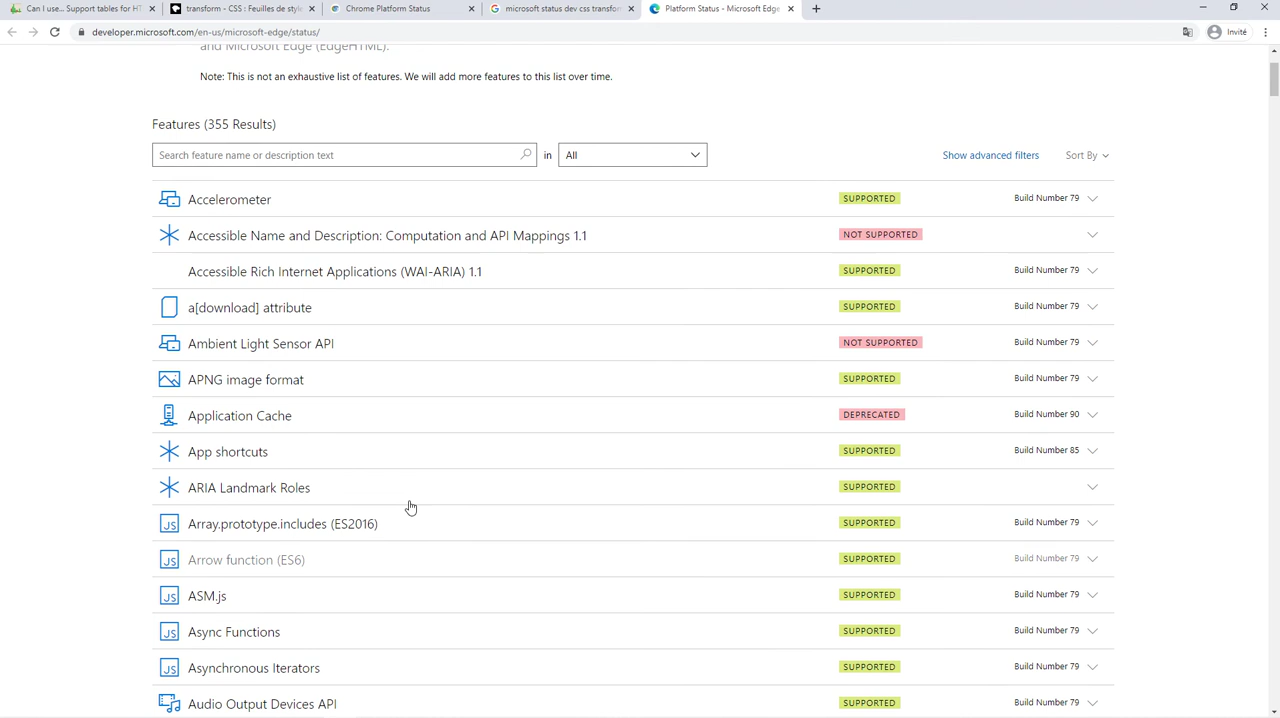 Can I use... Support tables for HT
transform - CSS : Feuilles de style
Chrome Platform Status
microsoft status dev css transform
Platform Status - Microsoft Edge
developer.microsoft.com/en-us/microsoft-edge/status/
Invité
and Microsoft Edge (EdgeHTML).
Note: This is not an exhaustive list of features. We will add more features to this list over time.
Features (355 Results)
Search feature name or description text in All Show advanced filters Sort By
Accelerometer SUPPORTED Build Number 79
Accessible Name and Description: Computation and API Mappings 1.1 NOT SUPPORTED
Accessible Rich Internet Applications (WAI-ARIA) 1.1 SUPPORTED Build Number 79
a[download] attribute SUPPORTED Build Number 79
Ambient Light Sensor API NOT SUPPORTED Build Number 79
APNG image format SUPPORTED Build Number 79
Application Cache DEPRECATED Build Number 90
App shortcuts SUPPORTED Build Number 85
ARIA Landmark Roles SUPPORTED
JS Array.prototype.includes (ES2016) SUPPORTED Build Number 79
JS Arrow function (ES6) SUPPORTED Build Number 79
JS ASM.js SUPPORTED Build Number 79
JS Async Functions SUPPORTED Build Number 79
JS Asynchronous Iterators SUPPORTED Build Number 79
Audio Output Devices API SUPPORTED Build Number 79